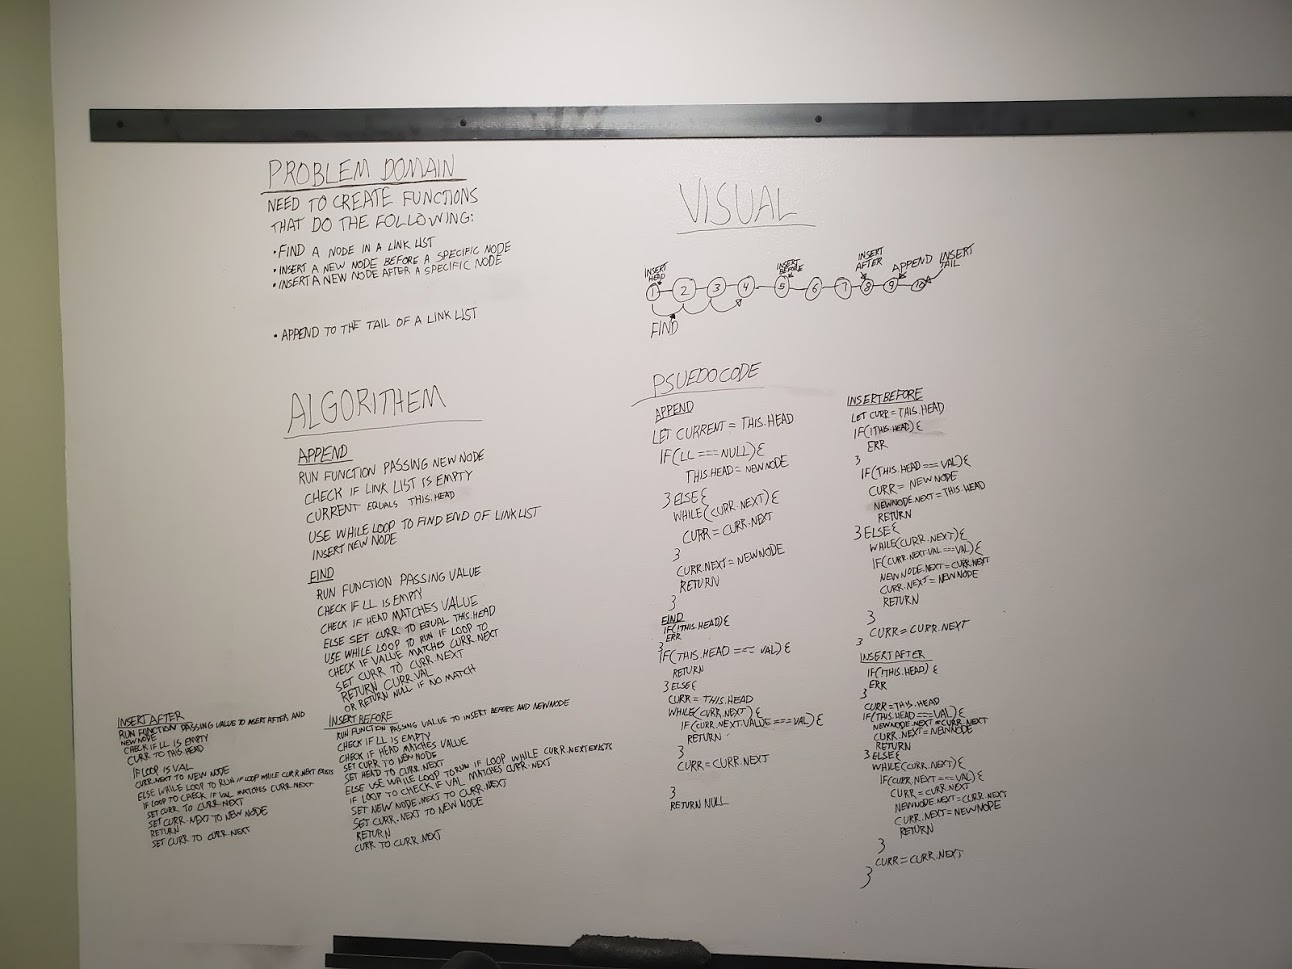 PROBLEM DOMAIN
NEED TO CREATE FUNCTIONS
THAT DO THE FOLLOWING:
• FIND A NODE IN A LINK LIST
• INSERT A NEW NODE BEFORE A SPECIFIC NODE
• INSERT A NEW NODE AFTER A SPECIFIC NODE
• APPEND TO THE TAIL OF A LINK LIST
VISUAL
INSERT HEAD
INSERT BEFORE
INSERT AFTER
APPEND
INSERT TAIL
1 2 3 4 5 6 7 8 9 10
FIND
ALGORITHEM
APPEND
RUN FUNCTION PASSING NEW NODE
CHECK IF LINK LIST IS EMPTY
CURRENT EQUALS THIS.HEAD
USE WHILE LOOP TO FIND END OF LINK LIST
INSERT NEW NODE
FIND
RUN FUNCTION PASSING VALUE
CHECK IF LL IS EMPTY
CHECK IF HEAD MATCHES VALUE
ELSE SET CURR TO EQUAL THIS.HEAD
USE WHILE LOOP TO RUN IF LOOP TO
CHECK IF VALUE MATCHES CURR.NEXT
SET CURR TO CURR.NEXT
RETURN CURR.VAL
OR RETURN NULL IF NO MATCH
INSERT AFTER
RUN FUNCTION PASSING VALUE TO INSERT AFTER AND
NEWNODE
CHECK IF LL IS EMPTY
CURR TO THIS HEAD
IF LOOP IS VAL
CURR.NEXT TO NEW NODE
ELSE WHILE LOOP TO RUN IF LOOP WHILE CURR.NEXT EXISTS
IF LOOP TO CHECK IF VAL MATCHES CURR.NEXT
SET CURR TO CURR.NEXT
SET CURR.NEXT TO NEW NODE
RETURN
SET CURR TO CURR.NEXT
INSERT BEFORE
RUN FUNCTION PASSING VALUE TO INSERT BEFORE AND NEWNODE
CHECK IF LL IS EMPTY
CHECK IF HEAD MATCHES VALUE
SET CURR TO NEW NODE
SET HEAD TO CURR.NEXT
ELSE USE WHILE LOOP TO RUN IF LOOP WHILE CURR.NEXT EXISTS
IF LOOP TO CHECK IF VAL MATCHES CURR.NEXT
SET NEW NODE.NEXT TO CURR.NEXT
SET CURR.NEXT TO NEW NODE
RETURN
CURR TO CURR.NEXT
PSUEDOCODE
APPEND
LET CURRENT = THIS.HEAD
IF(LL === NULL){
THIS.HEAD = NEWNODE
} ELSE {
WHILE(CURR.NEXT){
CURR = CURR.NEXT
}
CURR.NEXT = NEWNODE
RETURN
}
FIND
IF(!THIS.HEAD){
ERR
}
IF(THIS.HEAD === VAL){
RETURN
} ELSE {
CURR = THIS.HEAD
WHILE(CURR.NEXT){
IF(CURR.NEXT.VALUE === VAL){
RETURN
}
CURR = CURR.NEXT
}
RETURN NULL
INSERT BEFORE
LET CURR = THIS.HEAD
IF(!THIS.HEAD){
ERR
}
IF(THIS.HEAD === VAL){
CURR = NEWNODE
NEWNODE.NEXT = THIS.HEAD
RETURN
} ELSE {
WHILE(CURR.NEXT){
IF(CURR.NEXT.VAL === VAL){
NEWNODE.NEXT = CURR.NEXT
CURR.NEXT = NEWNODE
RETURN
}
CURR = CURR.NEXT
}
INSERT AFTER
IF(!THIS.HEAD){
ERR
}
CURR = THIS.HEAD
IF(THIS.HEAD === VAL){
NEWNODE.NEXT = CURR.NEXT
CURR.NEXT = NEWNODE
RETURN
} ELSE {
WHILE(CURR.NEXT){
IF(CURR.NEXT === VAL){
CURR = CURR.NEXT
NEWNODE.NEXT = CURR.NEXT
CURR.NEXT = NEWNODE
RETURN
}
CURR = CURR.NEXT
}